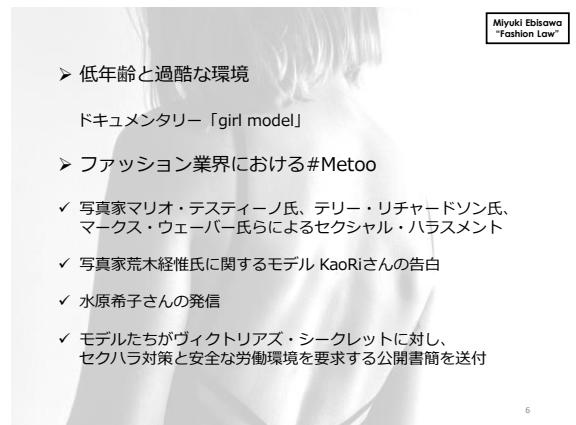 Miyuki Ebisawa
“Fashion Law”
➢ 低年齢と過酷な環境
ドキュメンタリー「girl model」
➢ ファッション業界における#Metoo
✓ 写真家マリオ・テスティーノ氏、テリー・リチャードソン氏、
マークス・ウェーバー氏らによるセクシャル・ハラスメント
✓ 写真家荒木経惟氏に関するモデル KaoRiさんの告白
✓ 水原希子さんの発信
✓ モデルたちがヴィクトリアズ・シークレットに対し、
セクハラ対策と安全な労働環境を要求する公開書簡を送付
6